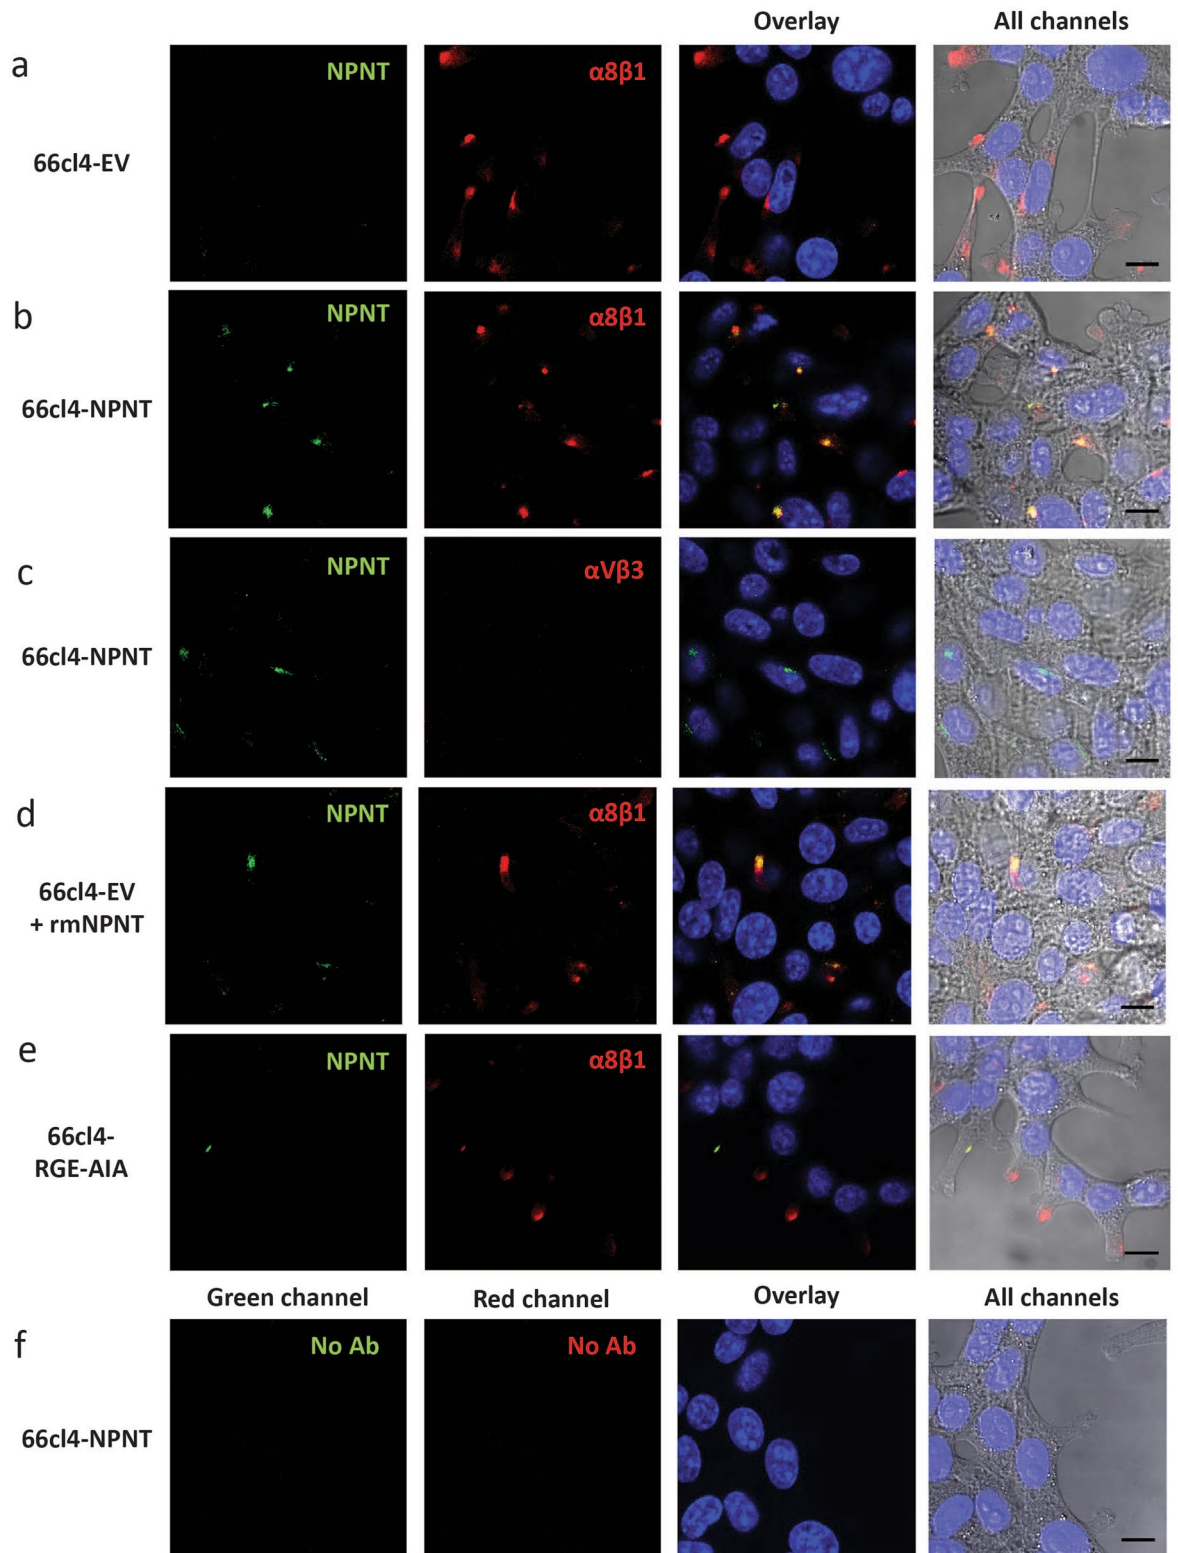 Overlay
All channels
a
66cl4-EV
NPNT
α8β1
b
66cl4-NPNT
NPNT
α8β1
c
66cl4-NPNT
NPNT
αVβ3
d
66cl4-EV
+ rmNPNT
NPNT
α8β1
e
66cl4-
RGE-AIA
NPNT
α8β1
Green channel
Red channel
Overlay
All channels
f
66cl4-NPNT
No Ab
No Ab